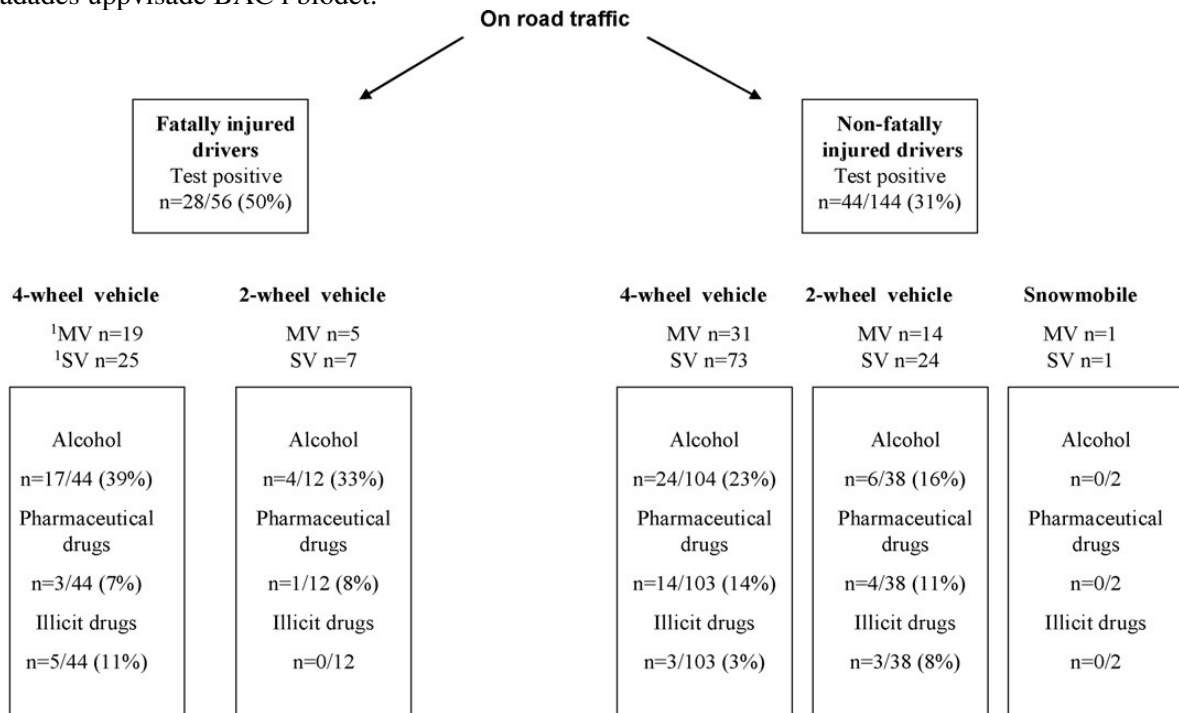 uppvisade BAC i blodet.
On road traffic
Fatally injured
drivers
Test positive
n=28/56 (50%)
Non-fatally
injured drivers
Test positive
n=44/144 (31%)
4-wheel vehicle
¹MV n=19
¹SV n=25
Alcohol
n=17/44 (39%)
Pharmaceutical
drugs
n=3/44 (7%)
Illicit drugs
n=5/44 (11%)
2-wheel vehicle
MV n=5
SV n=7
Alcohol
n=4/12 (33%)
Pharmaceutical
drugs
n=1/12 (8%)
Illicit drugs
n=0/12
4-wheel vehicle
MV n=31
SV n=73
Alcohol
n=24/104 (23%)
Pharmaceutical
drugs
n=14/103 (14%)
Illicit drugs
n=3/103 (3%)
2-wheel vehicle
MV n=14
SV n=24
Alcohol
n=6/38 (16%)
Pharmaceutical
drugs
n=4/38 (11%)
Illicit drugs
n=3/38 (8%)
Snowmobile
MV n=1
SV n=1
Alcohol
n=0/2
Pharmaceutical
drugs
n=0/2
Illicit drugs
n=0/2